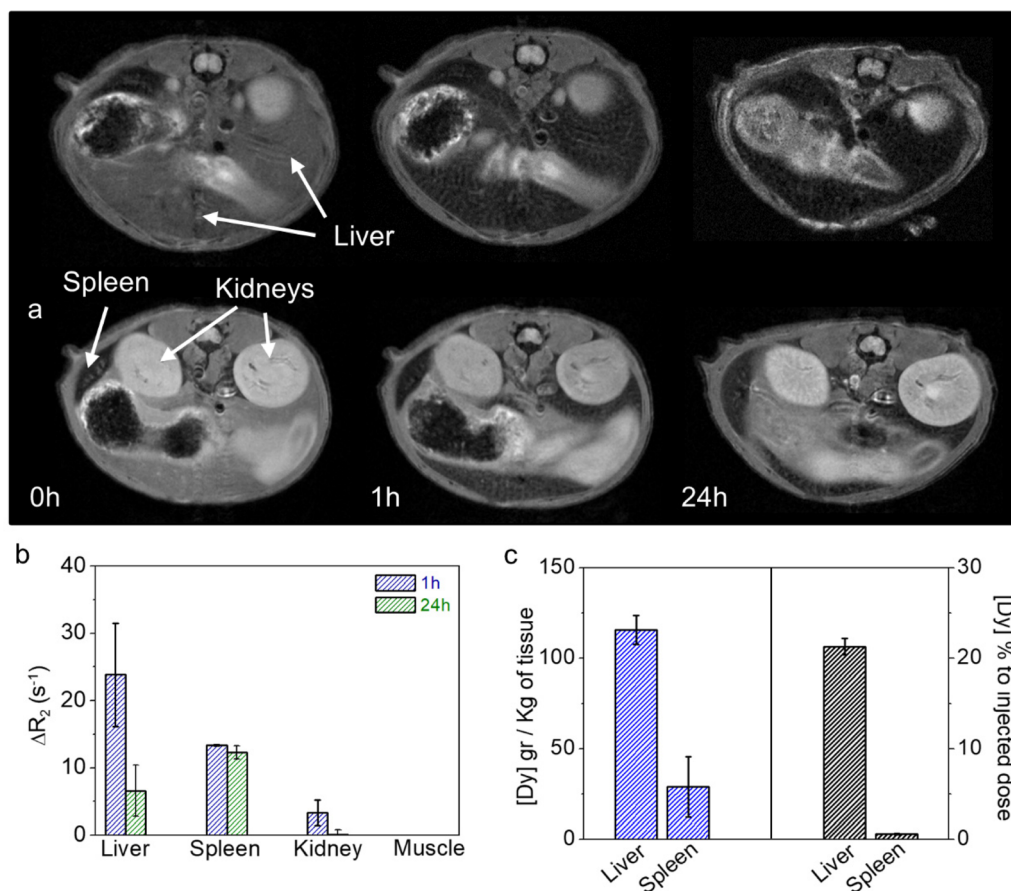 Liver
Spleen
Kidneys
a
0h
1h
24h
b
40
30
20
10
0
ΔR₂ (s⁻¹)
1h
24h
Liver
Spleen
Kidney
Muscle
c
150
100
50
0
[Dy] gr / Kg of tissue
30
20
10
0
[Dy] % to injected dose
Liver
Spleen
Liver
Spleen